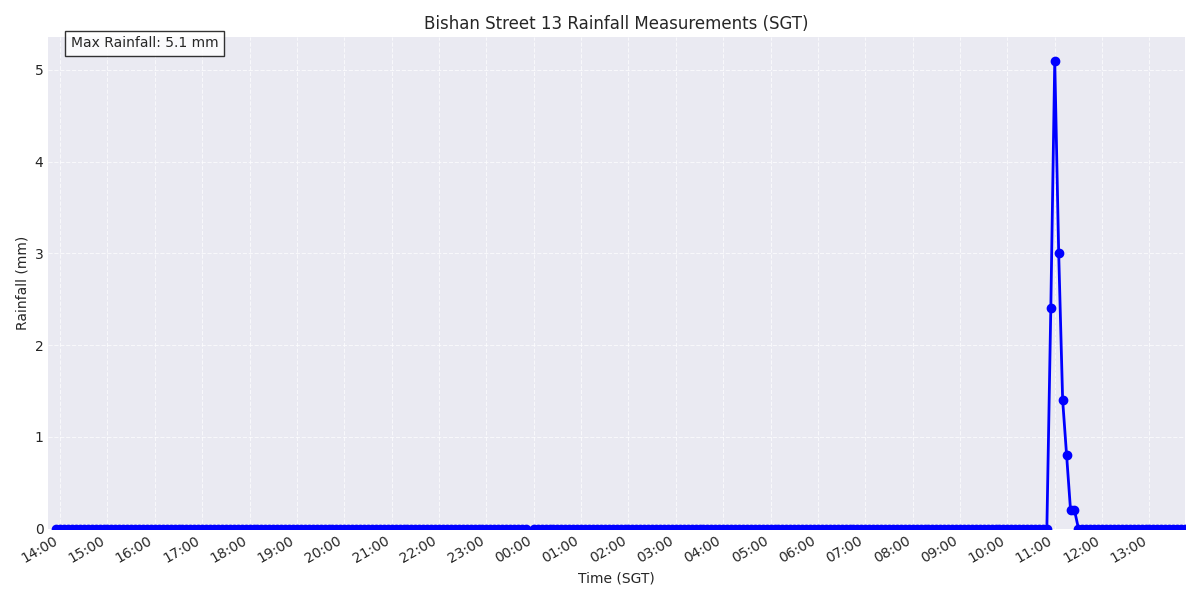 Bishan Street 13 Rainfall Measurements (SGT)
Max Rainfall: 5.1 mm
Rainfall (mm)
5
4
3
2
1
0
14:00 15:00 16:00 17:00 18:00 19:00 20:00 21:00 22:00 23:00 00:00 01:00 02:00 03:00 04:00 05:00 06:00 07:00 08:00 09:00 10:00 11:00 12:00 13:00
Time (SGT)